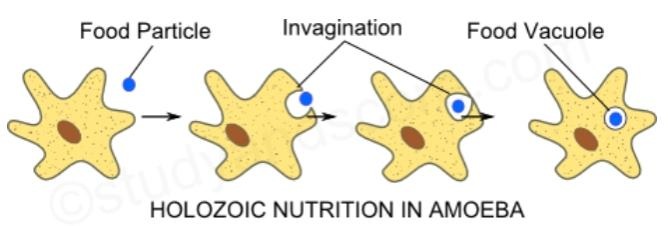 Food Particle
Invagination
Food Vacuole
HOLOZOIC NUTRITION IN AMOEBA